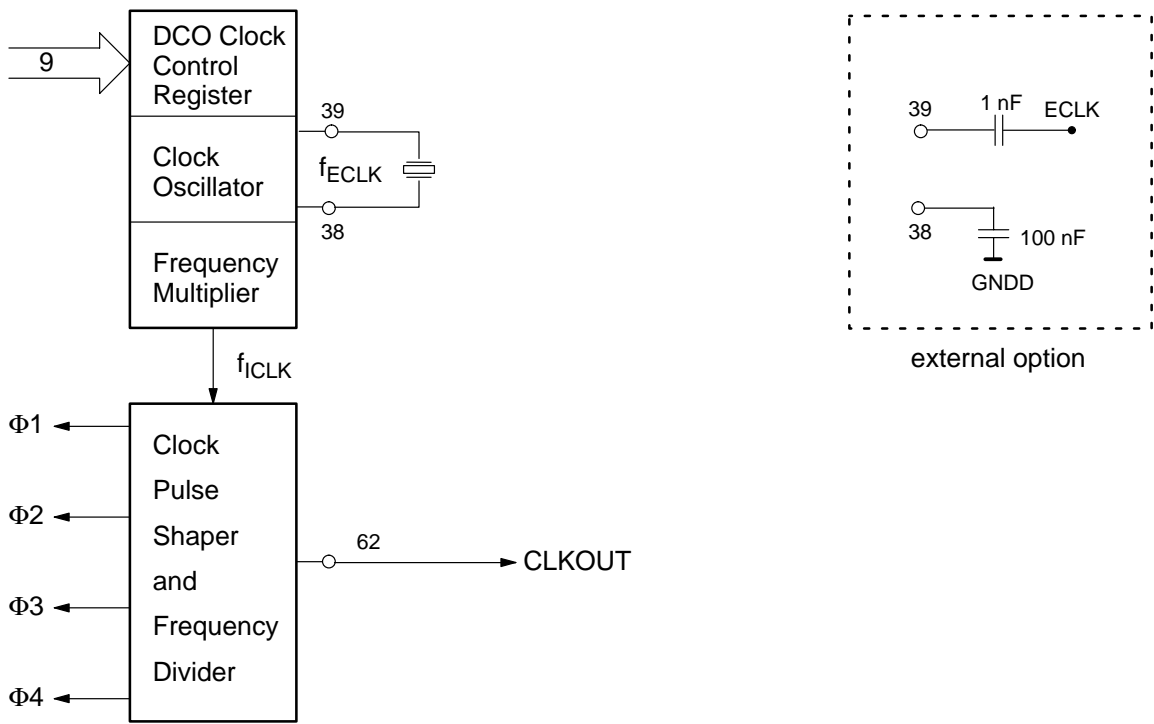 DCO Clock
Control
Register
9
39
Clock
Oscillator
fECLK
38
Frequency
Multiplier
fICLK
Φ1
Φ2
Φ3
Φ4
Clock
Pulse
Shaper
and
Frequency
Divider
62
CLKOUT
39
1 nF
ECLK
38
100 nF
GNDD
external option